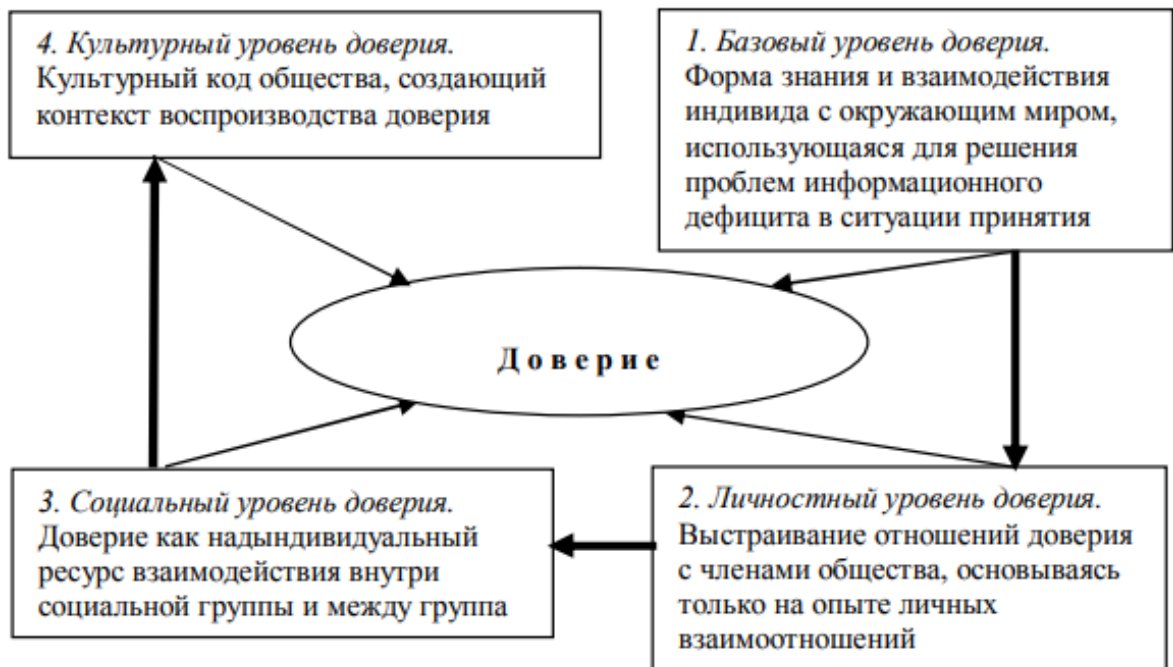 4. Культурный уровень доверия.
Культурный код общества, создающий
контекст воспроизводства доверия
1. Базовый уровень доверия.
Форма знания и взаимодействия
индивида с окружающим миром,
использующаяся для решения
проблем информационного
дефицита в ситуации принятия
Доверие
3. Социальный уровень доверия.
Доверие как надындивидуальный
ресурс взаимодействия внутри
социальной группы и между группа
2. Личностный уровень доверия.
Выстраивание отношений доверия
с членами общества, основываясь
только на опыте личных
взаимоотношений